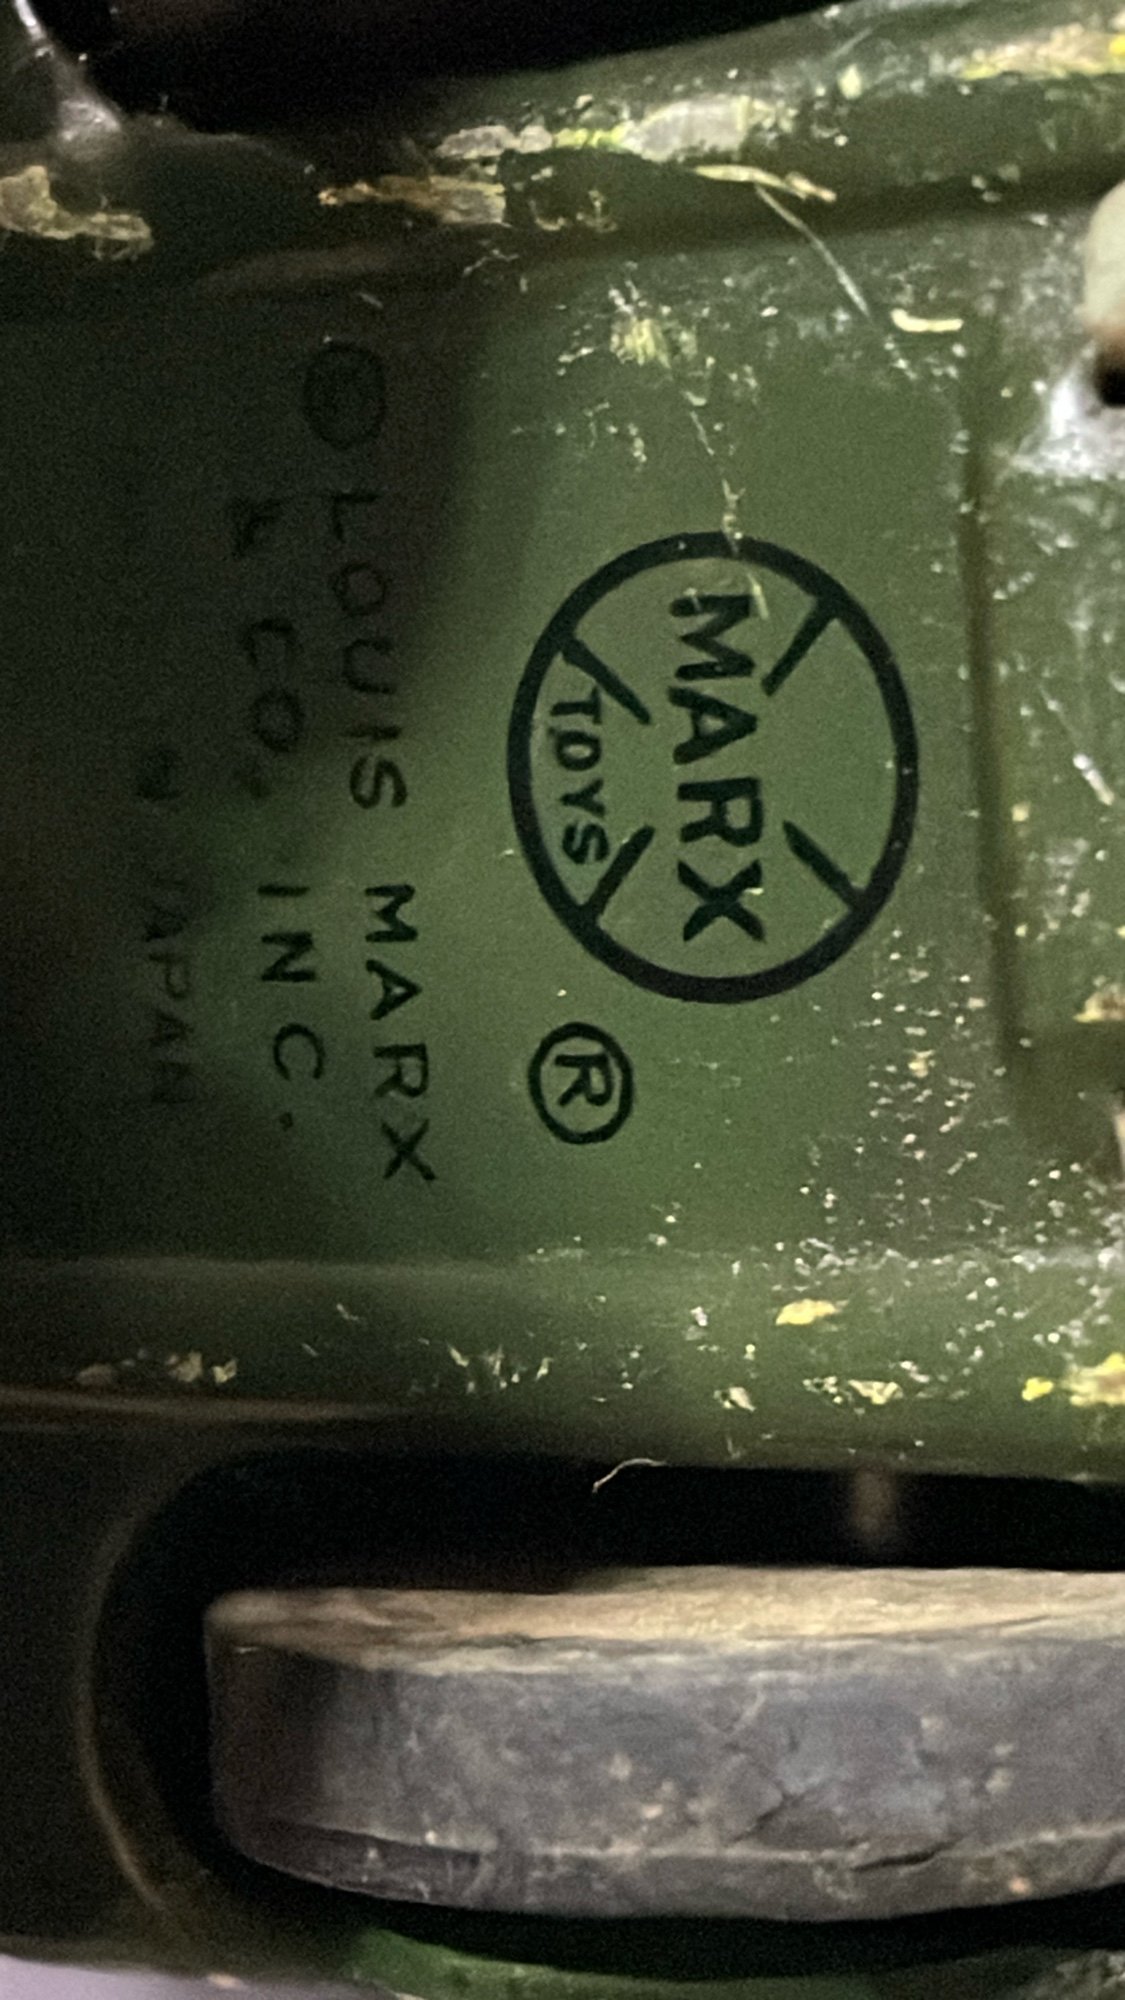 MARX
TOYS
®
© LOUIS MARX
& CO. INC.
JAPAN